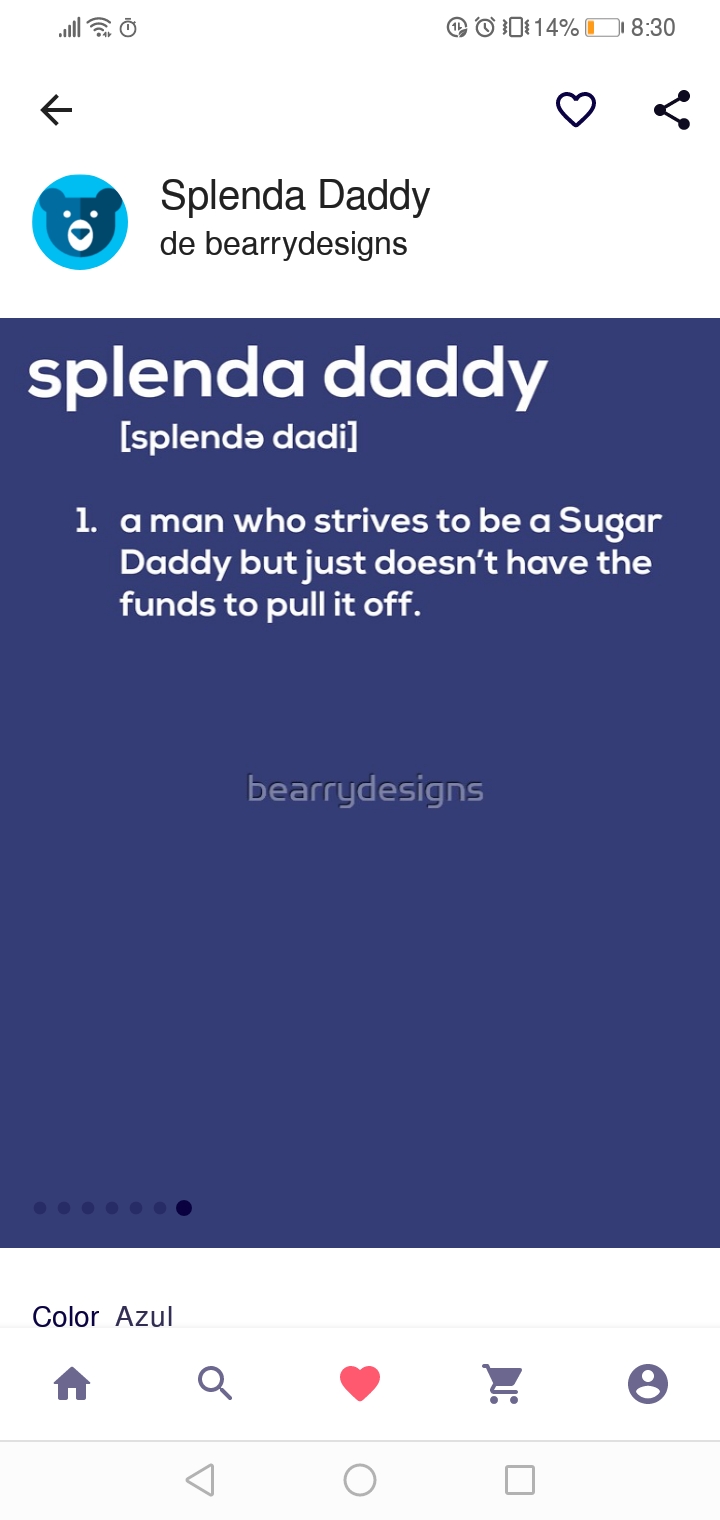 14% 8:30
Splenda Daddy
de bearrydesigns
splenda daddy
[splendə dadi]
1. a man who strives to be a Sugar
Daddy but just doesn't have the
funds to pull it off.
bearrydesigns
Color Azul